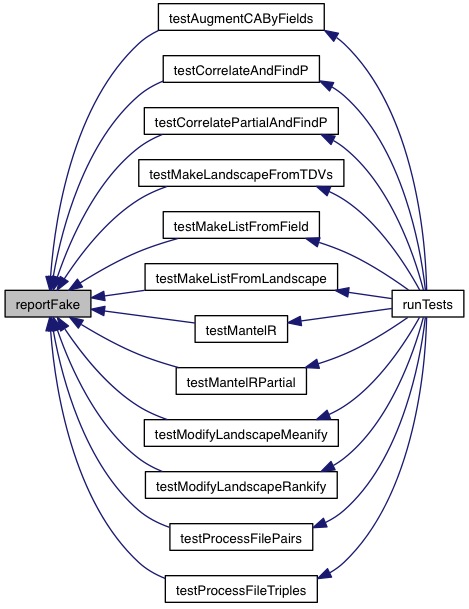 testAugmentCAByFields
testCorrelateAndFindP
testCorrelatePartialAndFindP
testMakeLandscapeFromTDVs
testMakeListFromField
testMakeListFromLandscape
reportFake
runTests
testMantelR
testMantelRPartial
testModifyLandscapeMeanify
testModifyLandscapeRankify
testProcessFilePairs
testProcessFileTriples